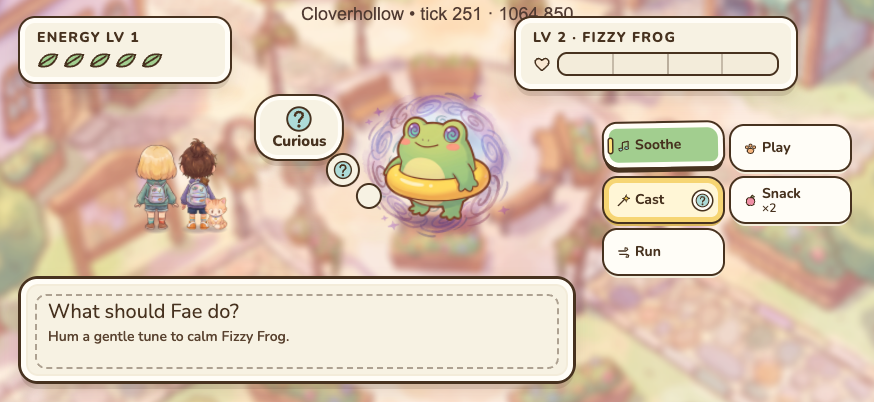 Cloverhollow • tick 251 · 1064,850
ENERGY LV 1
LV 2 · FIZZY FROG
?
Curious
?
Soothe
Play
Cast
?
Snack
×2
Run
What should Fae do?
Hum a gentle tune to calm Fizzy Frog.